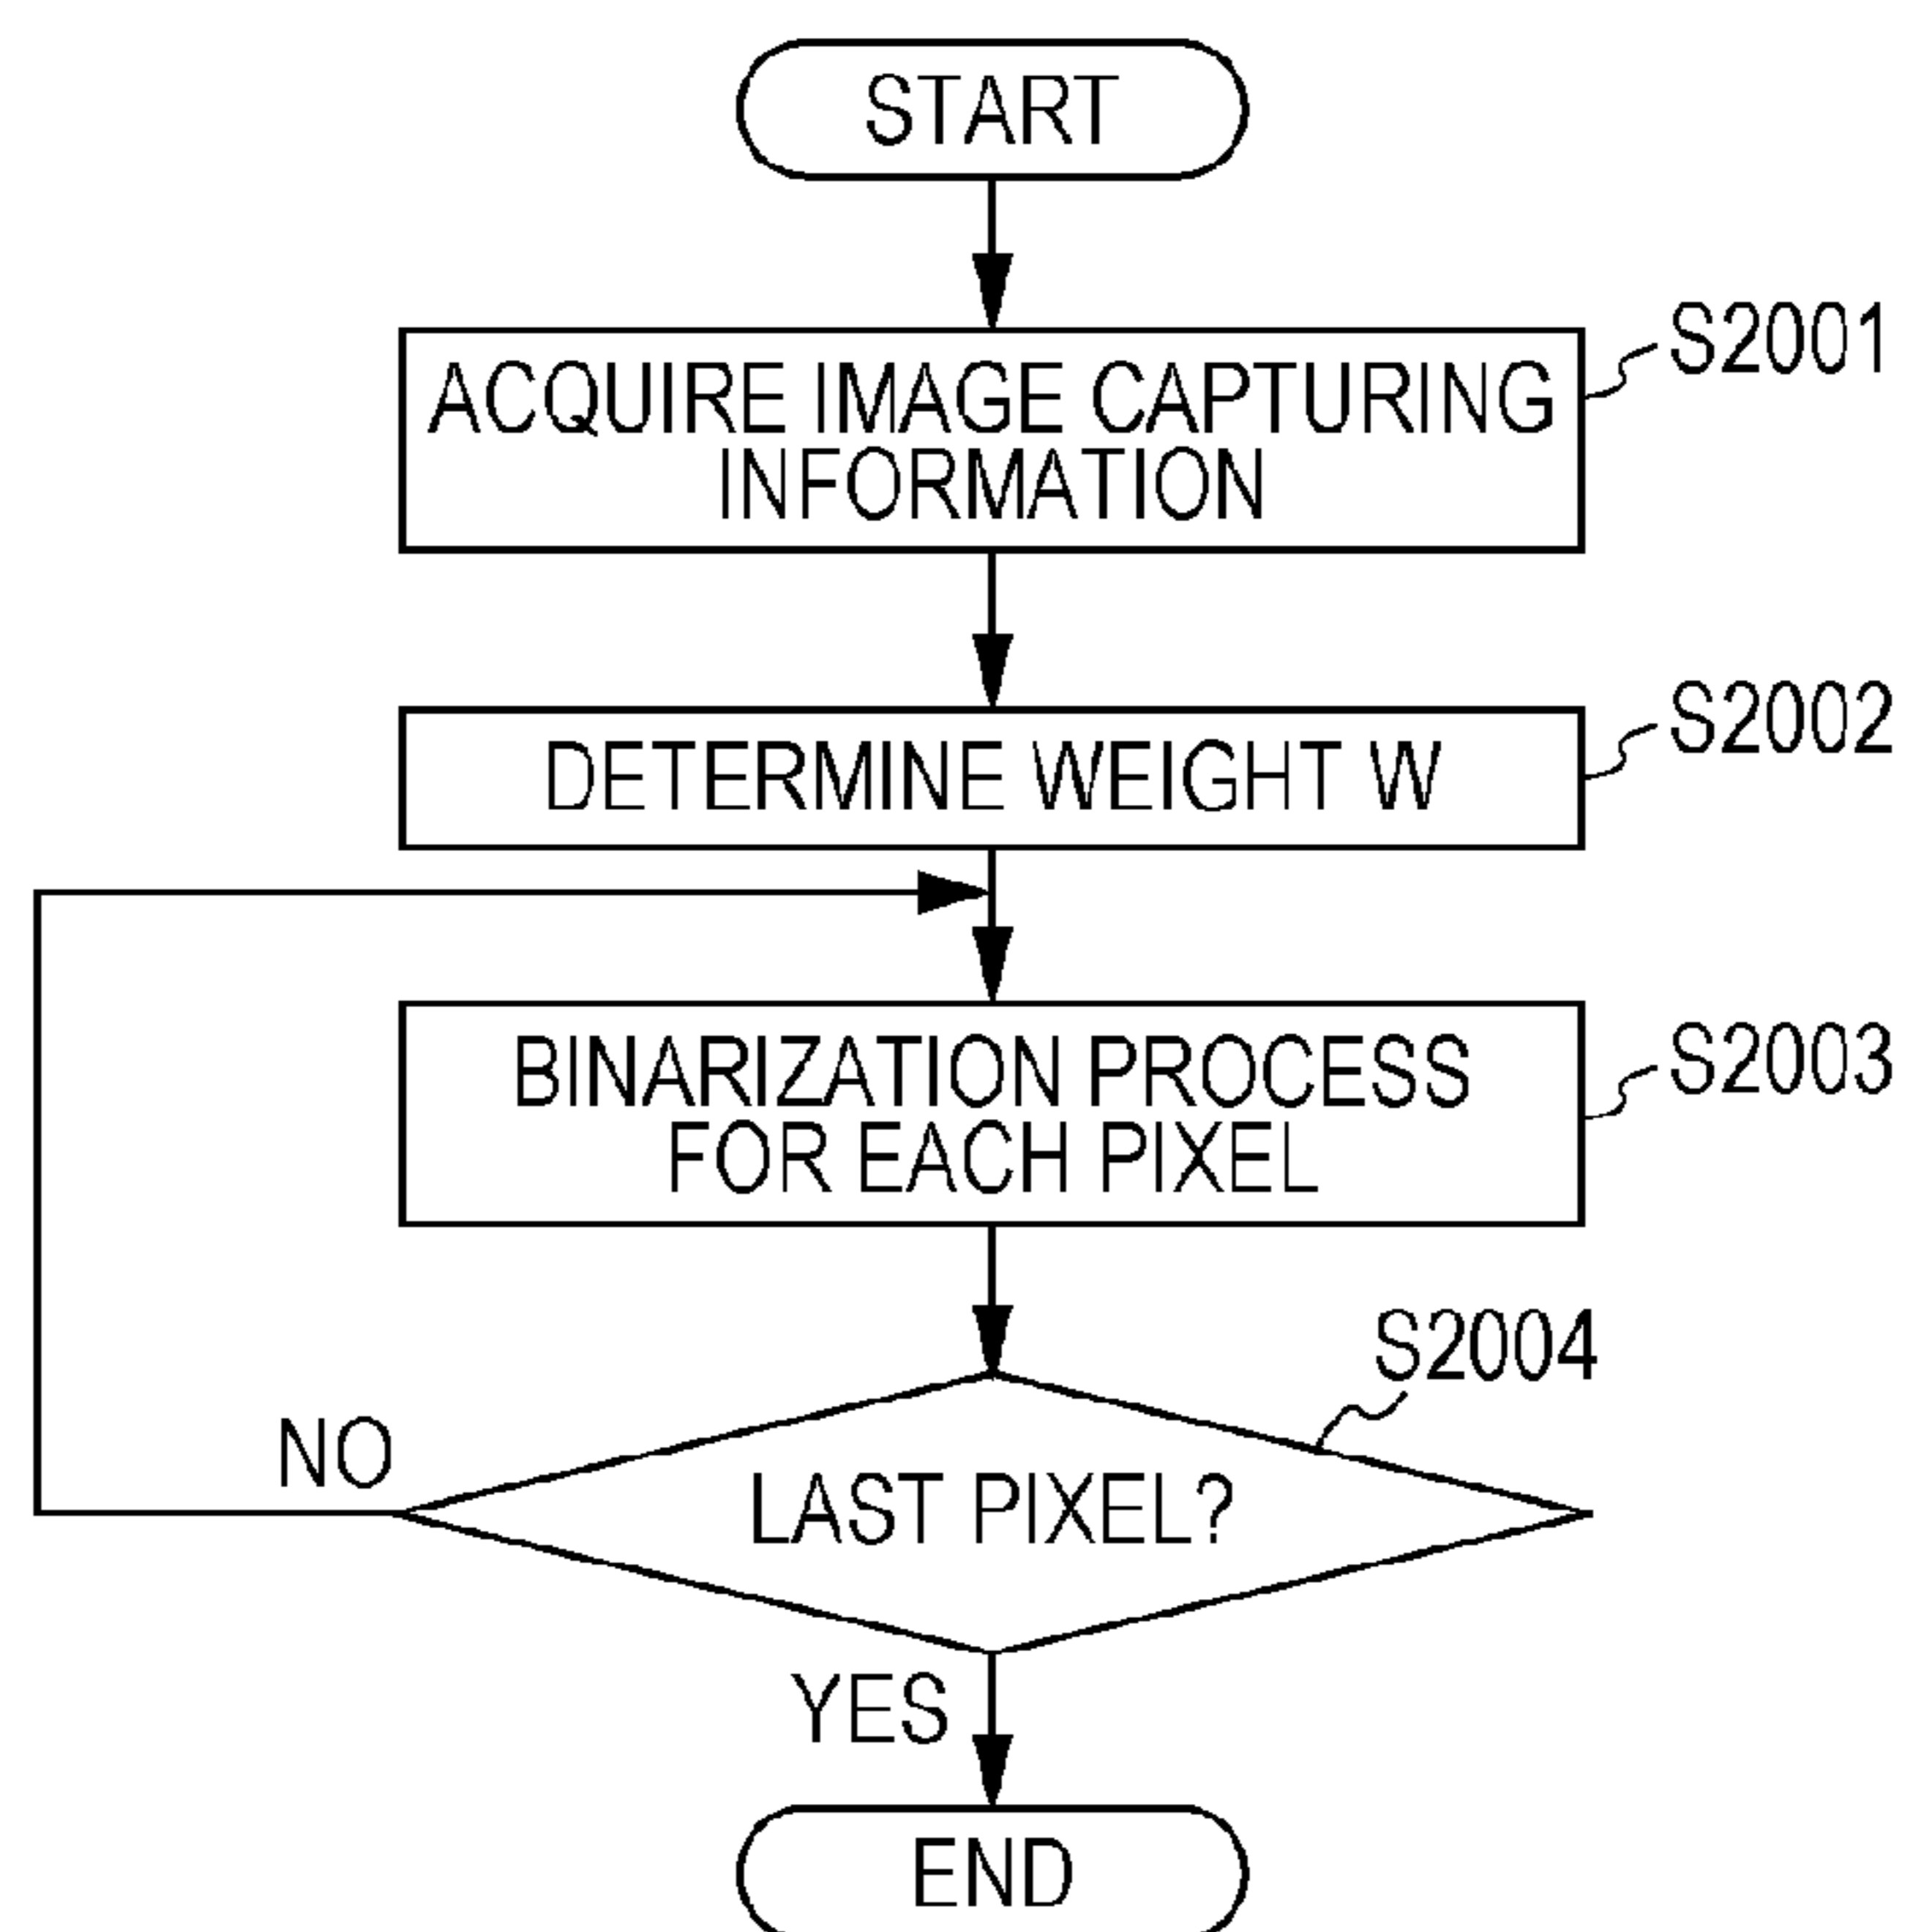 START
ACQUIRE IMAGE CAPTURING
INFORMATION
S2001
DETERMINE WEIGHT W
S2002
BINARIZATION PROCESS
FOR EACH PIXEL
S2003
S2004
LAST PIXEL?
NO
YES
END